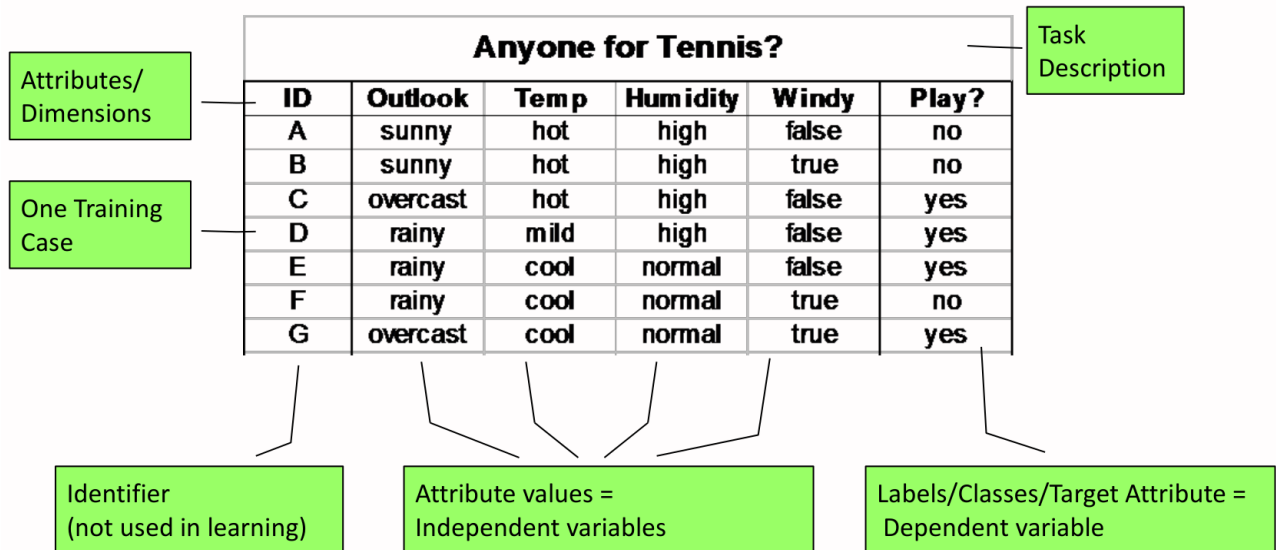 Anyone for Tennis?
Task
Description
Attributes/
Dimensions
ID Outlook Temp Humidity Windy Play?
A sunny hot high false no
B sunny hot high true no
C overcast hot high false yes
One Training
Case
D rainy mild high false yes
E rainy cool normal false yes
F rainy cool normal true no
G overcast cool normal true yes
Identifier
(not used in learning)
Attribute values =
Independent variables
Labels/Classes/Target Attribute =
Dependent variable